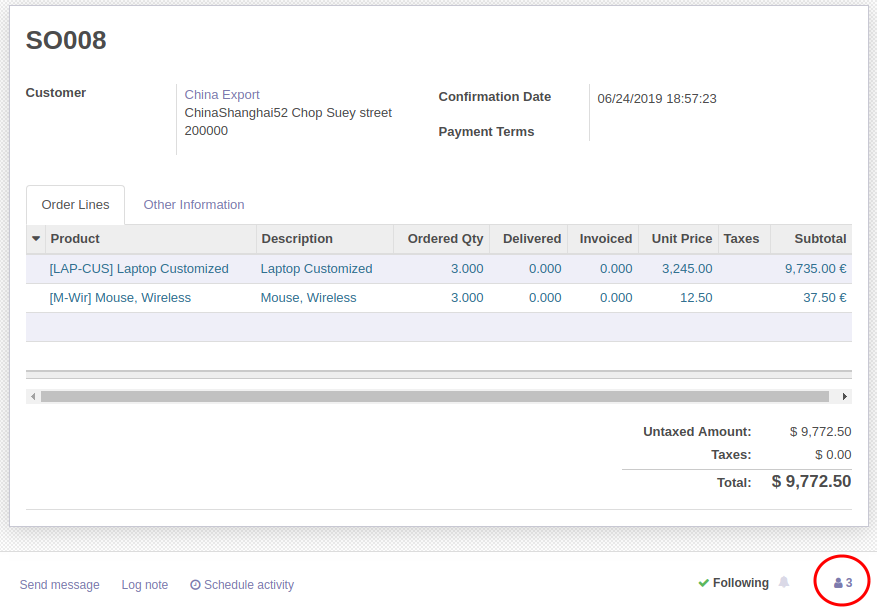 SO008
Customer
China Export
ChinaShanghai52 Chop Suey street
200000
Confirmation Date 06/24/2019 18:57:23
Payment Terms
Order Lines Other Information
Product Description Ordered Qty Delivered Invoiced Unit Price Taxes Subtotal
[LAP-CUS] Laptop Customized Laptop Customized 3.000 0.000 0.000 3,245.00 9,735.00 €
[M-Wir] Mouse, Wireless Mouse, Wireless 3.000 0.000 0.000 12.50 37.50 €
Untaxed Amount: $ 9,772.50
Taxes: $ 0.00
Total: $ 9,772.50
Send message Log note Schedule activity Following 3